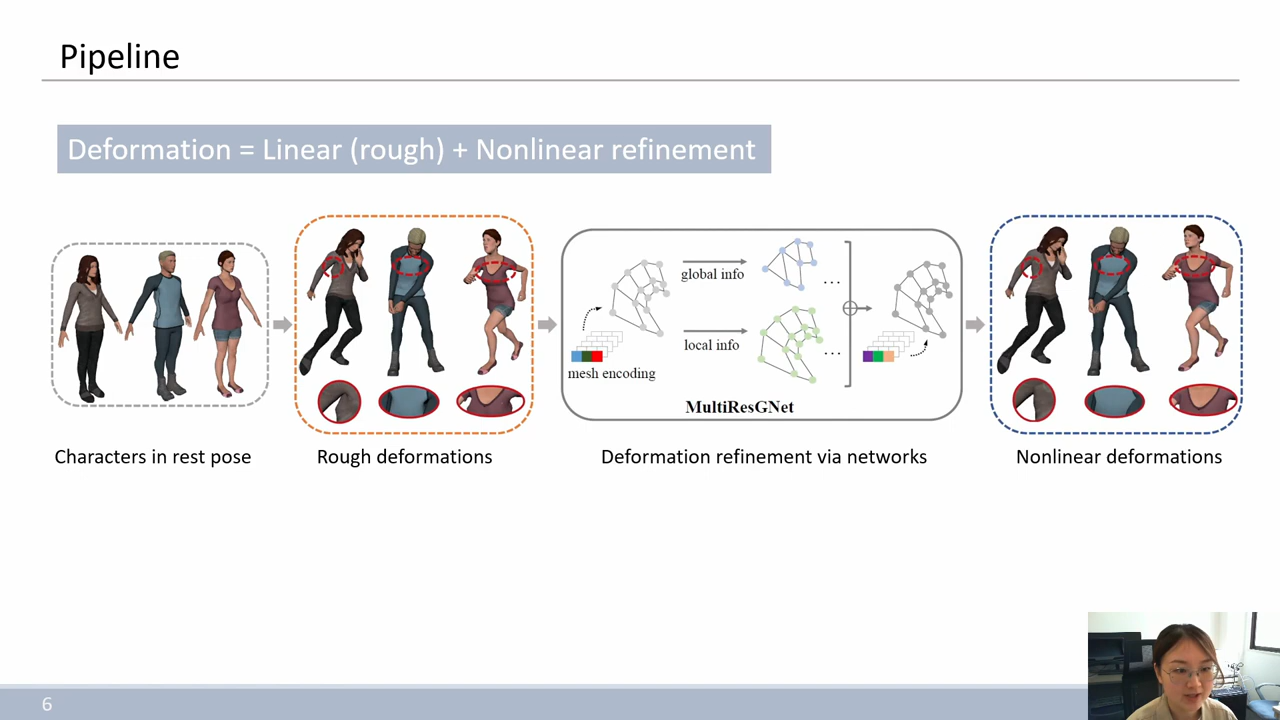 Pipeline
Deformation = Linear (rough) + Nonlinear refinement
global info
...
local info
...
mesh encoding
MultiResGNet
Characters in rest pose
Rough deformations
Deformation refinement via networks
Nonlinear deformations
6